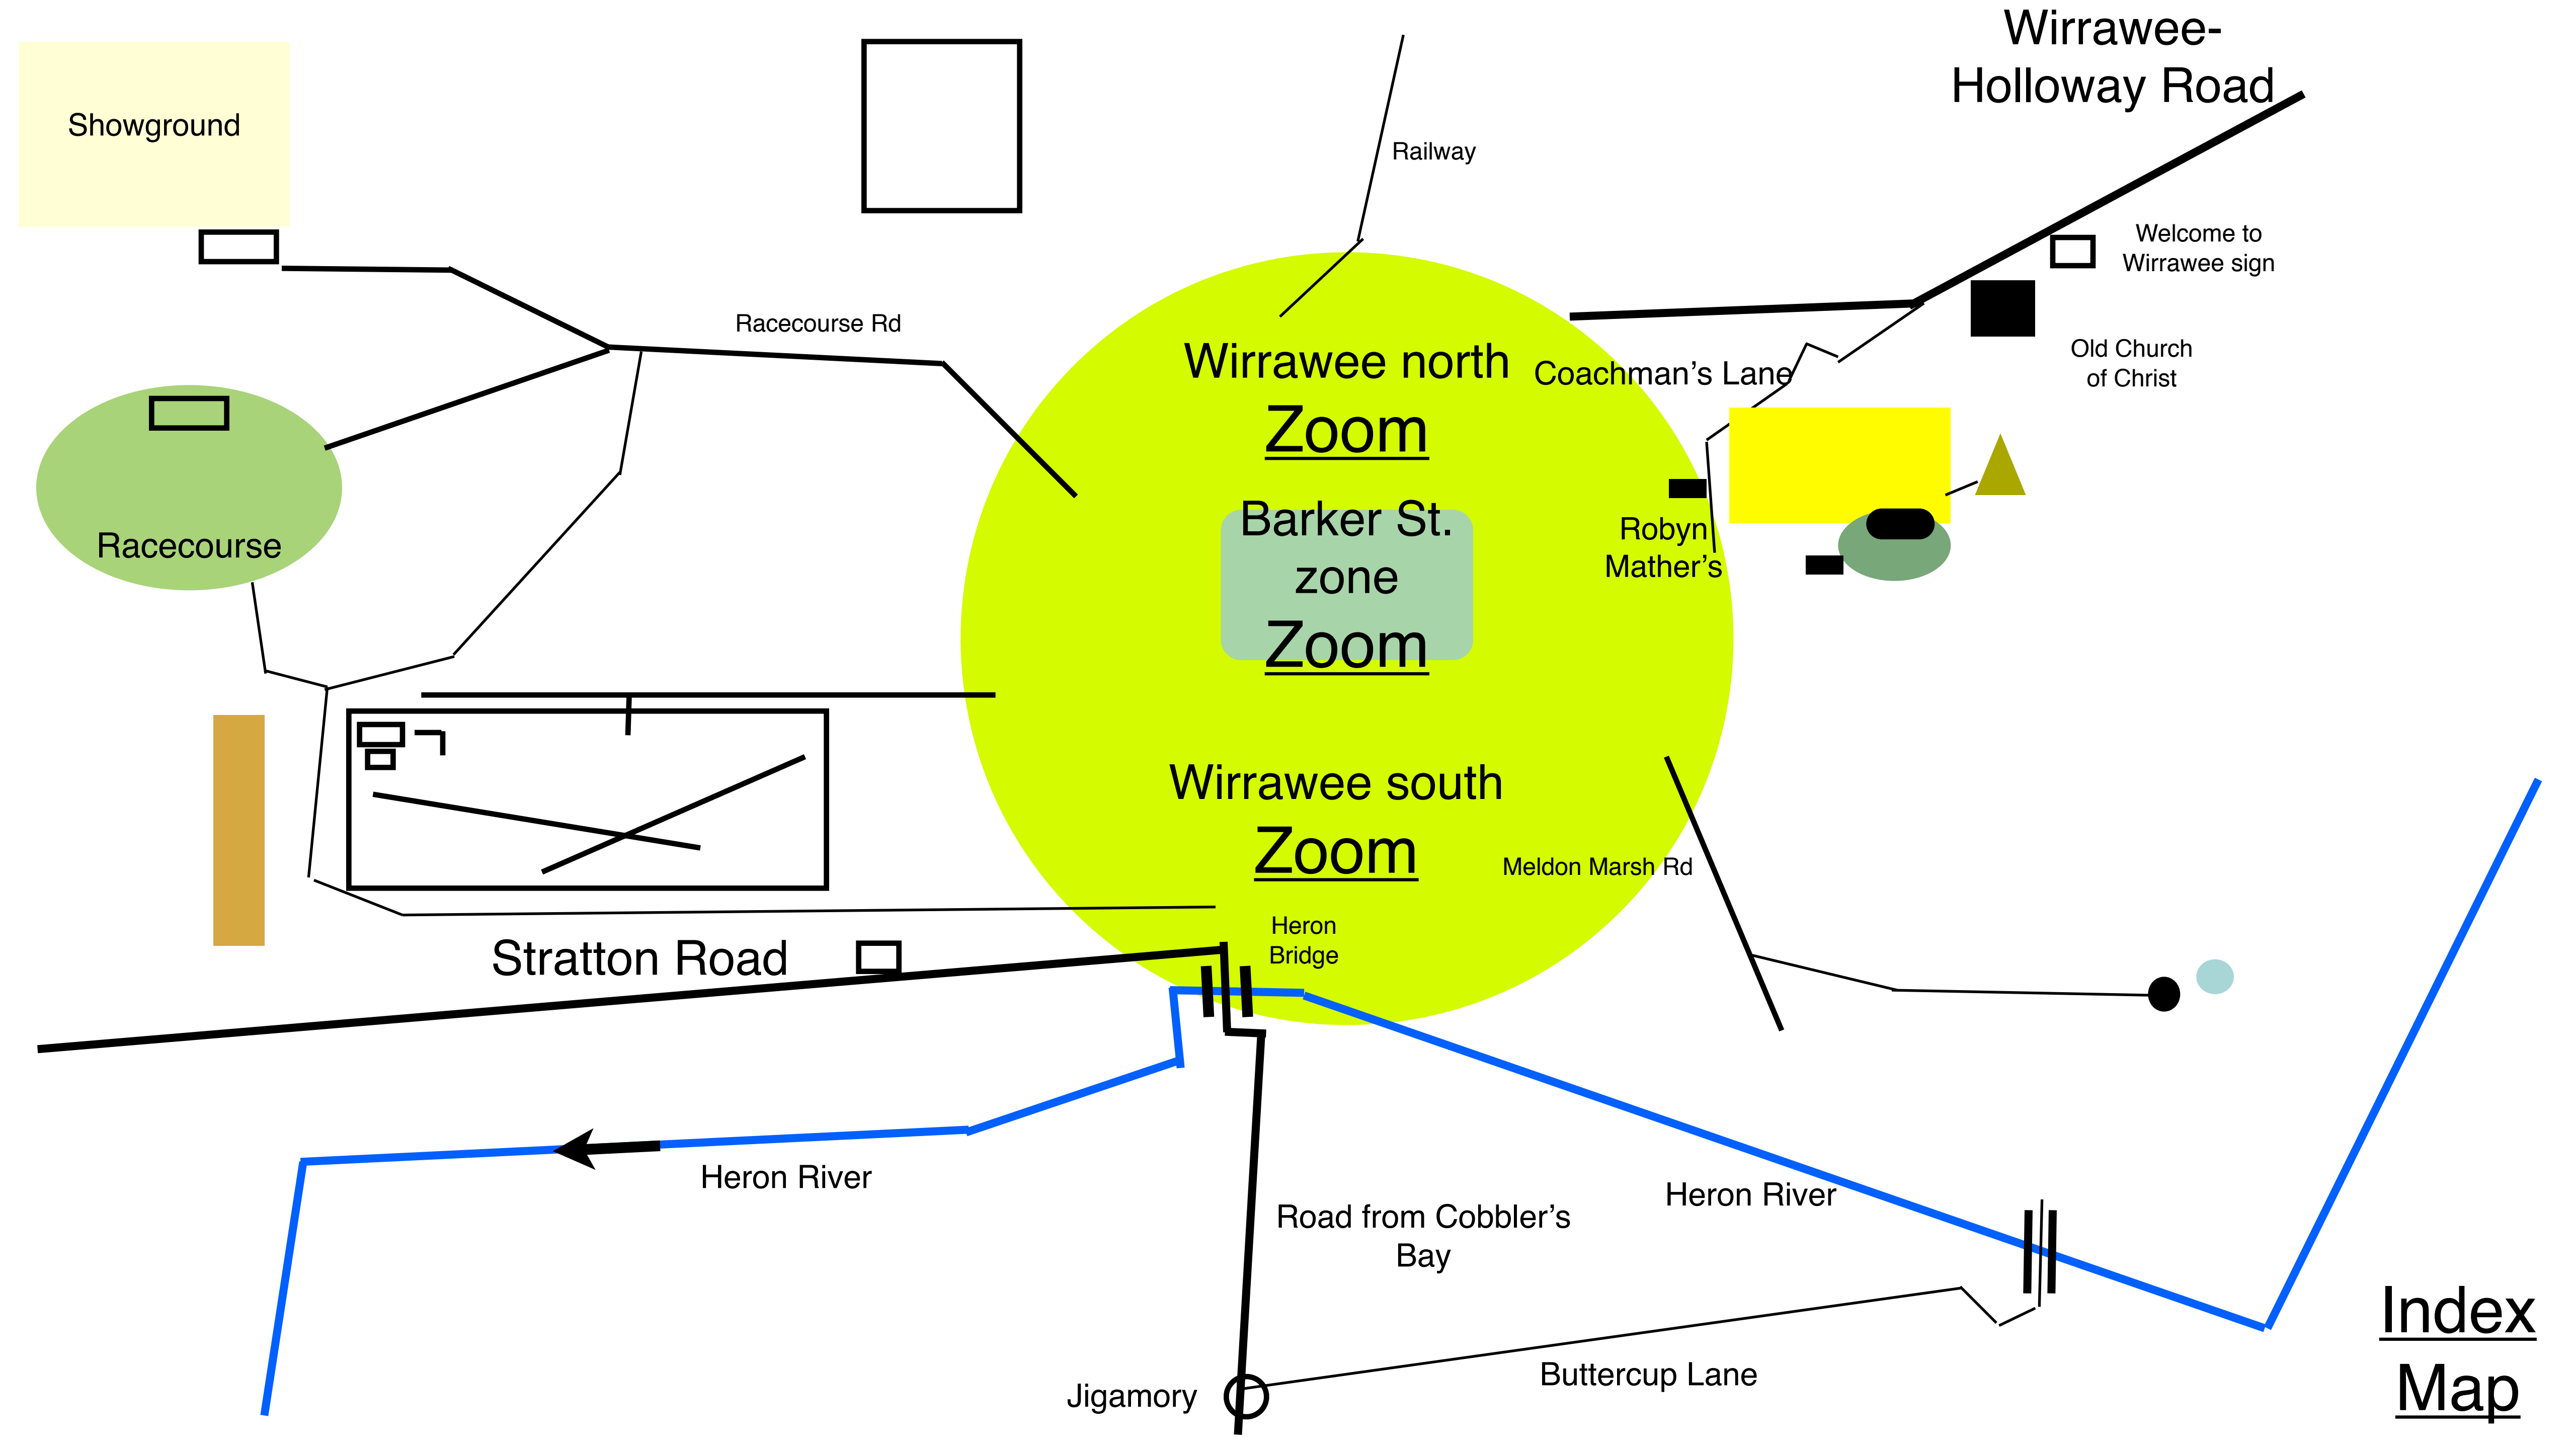 Wirrawee-
Holloway Road
Showground
Railway
Welcome to
Wirrawee sign
Racecourse Rd
Old Church
of Christ
Wirrawee north
Zoom
Coachman’s Lane
Barker St.
zone
Zoom
Robyn
Mather’s
Racecourse
Wirrawee south
Zoom
Meldon Marsh Rd
Heron
Bridge
Stratton Road
Heron River
Heron River
Road from Cobbler’s
Bay
Buttercup Lane
Jigamory
Index
Map